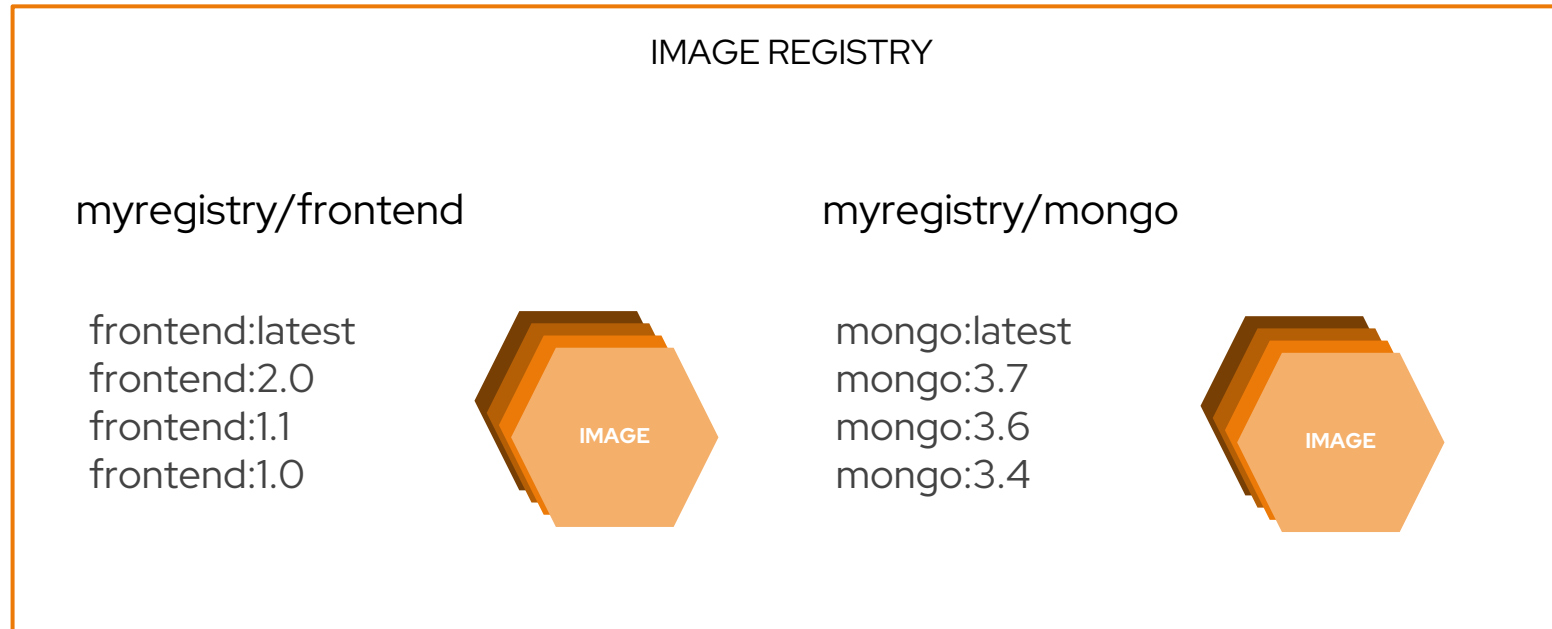 IMAGE REGISTRY
myregistry/frontend
frontend:latest
frontend:2.0
frontend:1.1
frontend:1.0
IMAGE
myregistry/mongo
mongo:latest
mongo:3.7
mongo:3.6
mongo:3.4
IMAGE